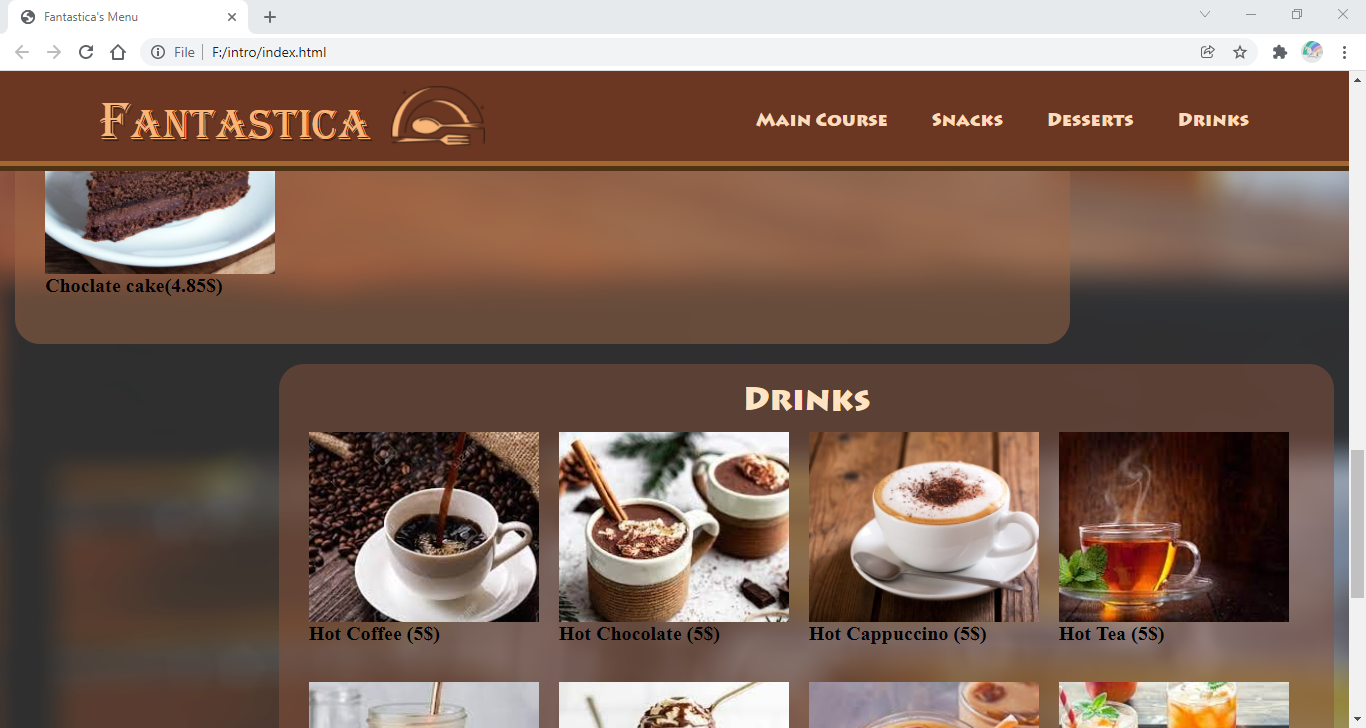 Fantastica's Menu
File
F:/intro/index.html
Fantastica
Main Course
Snacks
Desserts
Drinks
Choclate cake(4.85$)
Drinks
Hot Coffee (5$)
Hot Chocolate (5$)
Hot Cappuccino (5$)
Hot Tea (5$)